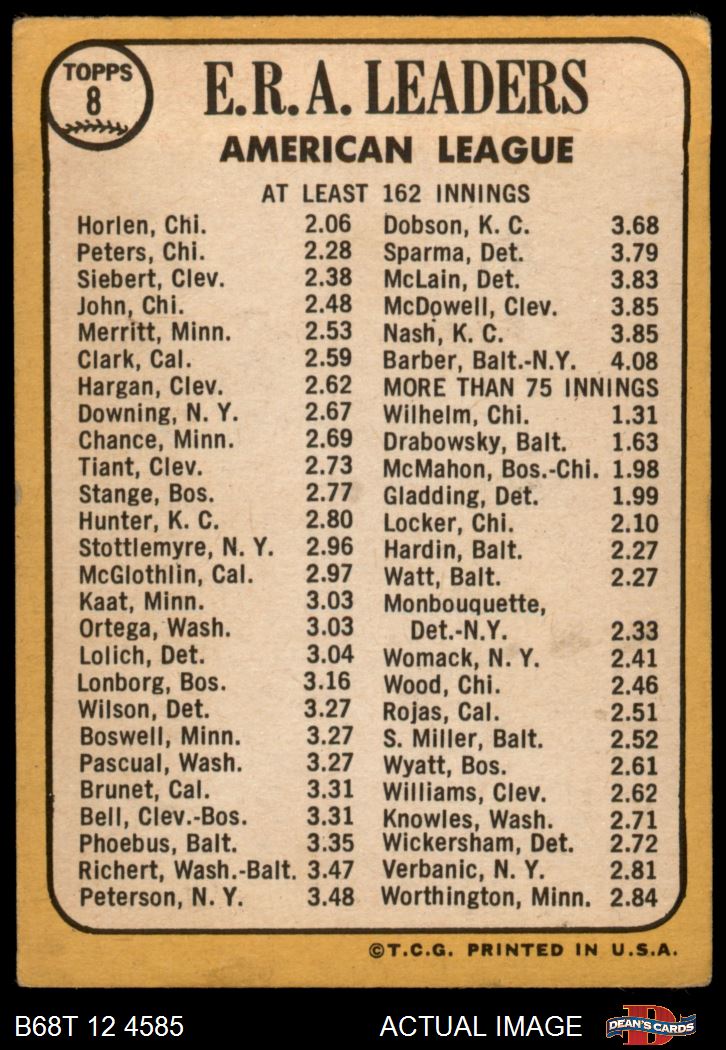 TOPPS
8
E.R.A. LEADERS
AMERICAN LEAGUE
AT LEAST 162 INNINGS
Horlen, Chi. 2.06
Peters, Chi. 2.28
Siebert, Clev. 2.38
John, Chi. 2.48
Merritt, Minn. 2.53
Clark, Cal. 2.59
Hargan, Clev. 2.62
Downing, N. Y. 2.67
Chance, Minn. 2.69
Tiant, Clev. 2.73
Stange, Bos. 2.77
Hunter, K. C. 2.80
Stottlemyre, N. Y. 2.96
McGlothlin, Cal. 2.97
Kaat, Minn. 3.03
Ortega, Wash. 3.03
Lolich, Det. 3.04
Lonborg, Bos. 3.16
Wilson, Det. 3.27
Boswell, Minn. 3.27
Pascual, Wash. 3.27
Brunet, Cal. 3.31
Bell, Clev.-Bos. 3.31
Phoebus, Balt. 3.35
Richert, Wash.-Balt. 3.47
Peterson, N. Y. 3.48
Dobson, K. C. 3.68
Sparma, Det. 3.79
McLain, Det. 3.83
McDowell, Clev. 3.85
Nash, K. C. 3.85
Barber, Balt.-N.Y. 4.08
MORE THAN 75 INNINGS
Wilhelm, Chi. 1.31
Drabowsky, Balt. 1.63
McMahon, Bos.-Chi. 1.98
Gladding, Det. 1.99
Locker, Chi. 2.10
Hardin, Balt. 2.27
Watt, Balt. 2.27
Monbouquette,
Det.-N.Y. 2.33
Womack, N. Y. 2.41
Wood, Chi. 2.46
Rojas, Cal. 2.51
S. Miller, Balt. 2.52
Wyatt, Bos. 2.61
Williams, Clev. 2.62
Knowles, Wash. 2.71
Wickersham, Det. 2.72
Verbanic, N. Y. 2.81
Worthington, Minn. 2.84
©T.C.G. PRINTED IN U.S.A.
B68T 12 4585 ACTUAL IMAGE
D
DEAN'S CARDS